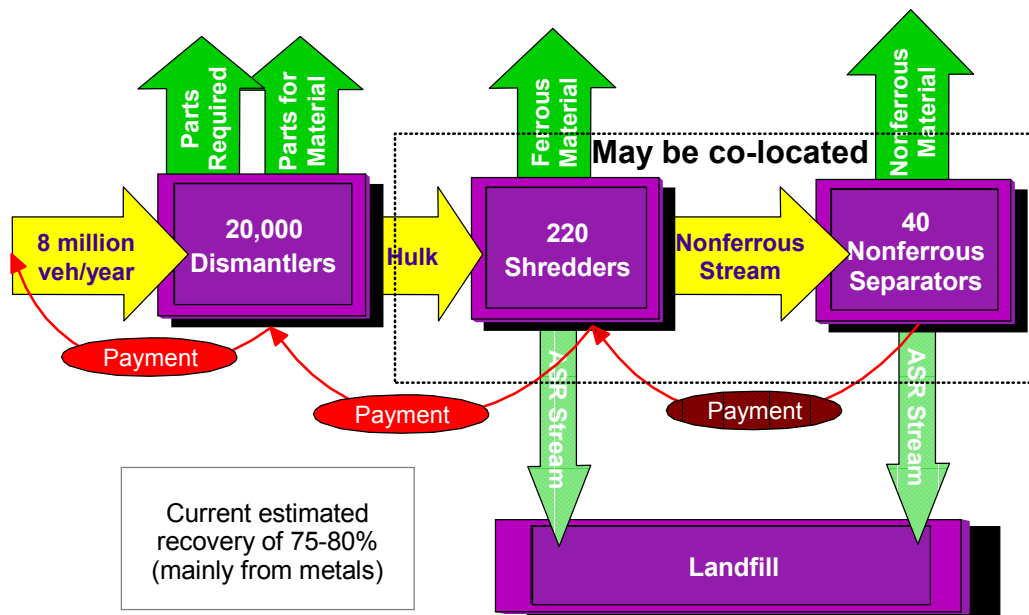 Parts
Required
Parts for
Material
Ferrous
Material
Nonferrous
Material
May be co-located
8 million
veh/year
20,000
Dismantlers
Hulk
220
Shredders
Nonferrous
Stream
40
Nonferrous
Separators
Payment
Payment
Payment
ASR Stream
ASR Stream
Current estimated
recovery of 75-80%
(mainly from metals)
Landfill